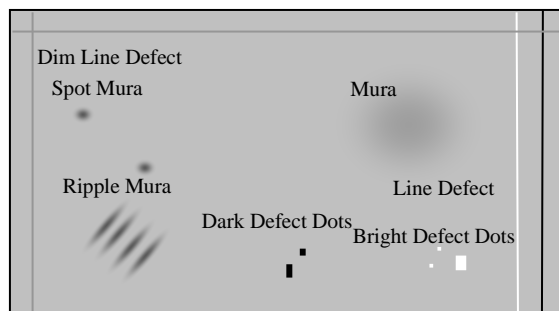 Dim Line Defect
Spot Mura
Mura
Ripple Mura
Line Defect
Dark Defect Dots
Bright Defect Dots